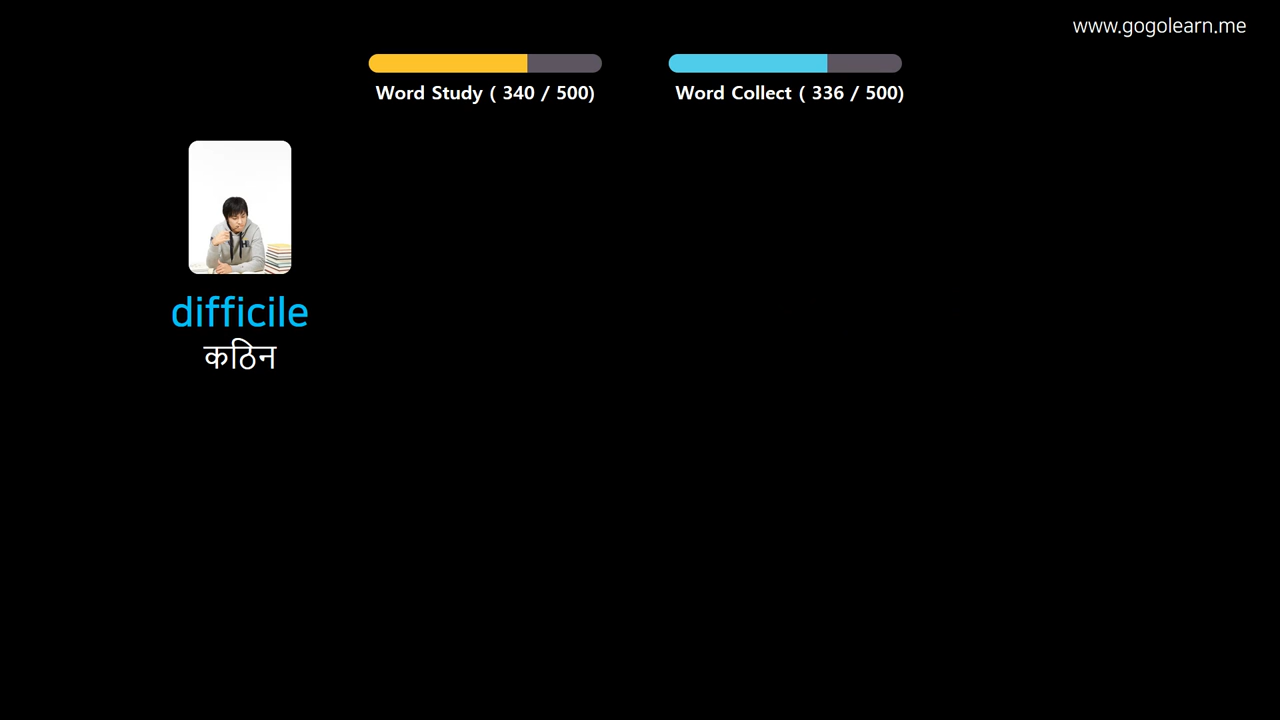 www.gogolearn.me
Word Study ( 340 / 500)
Word Collect ( 336 / 500)
difficile
कठिन